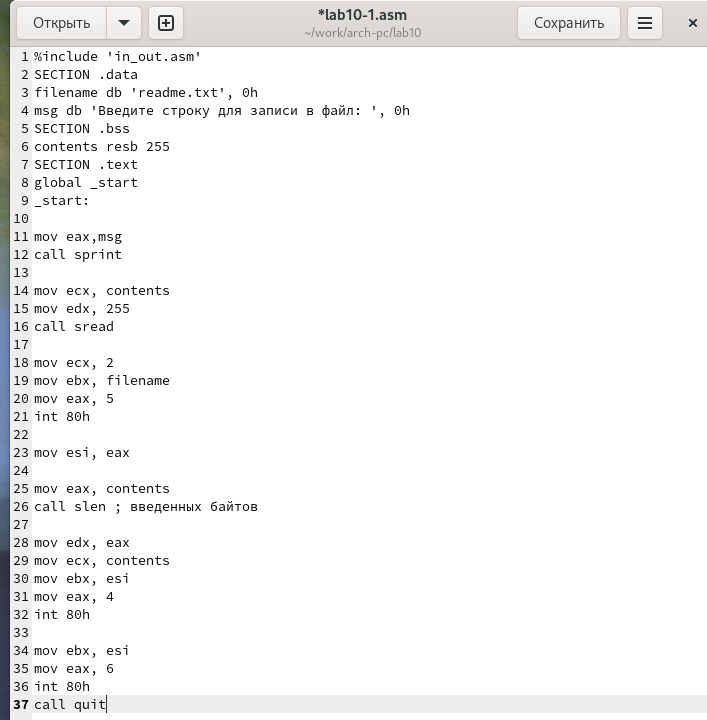 Открыть
*lab10-1.asm
~/work/arch-pc/lab10
Сохранить
1 %include 'in_out.asm'
2 SECTION .data
3 filename db 'readme.txt', 0h
4 msg db 'Введите строку для записи в файл: ', 0h
5 SECTION .bss
6 contents resb 255
7 SECTION .text
8 global _start
9 _start:
10
11 mov eax,msg
12 call sprint
13
14 mov ecx, contents
15 mov edx, 255
16 call sread
17
18 mov ecx, 2
19 mov ebx, filename
20 mov eax, 5
21 int 80h
22
23 mov esi, eax
24
25 mov eax, contents
26 call slen ; введенных байтов
27
28 mov edx, eax
29 mov ecx, contents
30 mov ebx, esi
31 mov eax, 4
32 int 80h
33
34 mov ebx, esi
35 mov eax, 6
36 int 80h
37 call quit